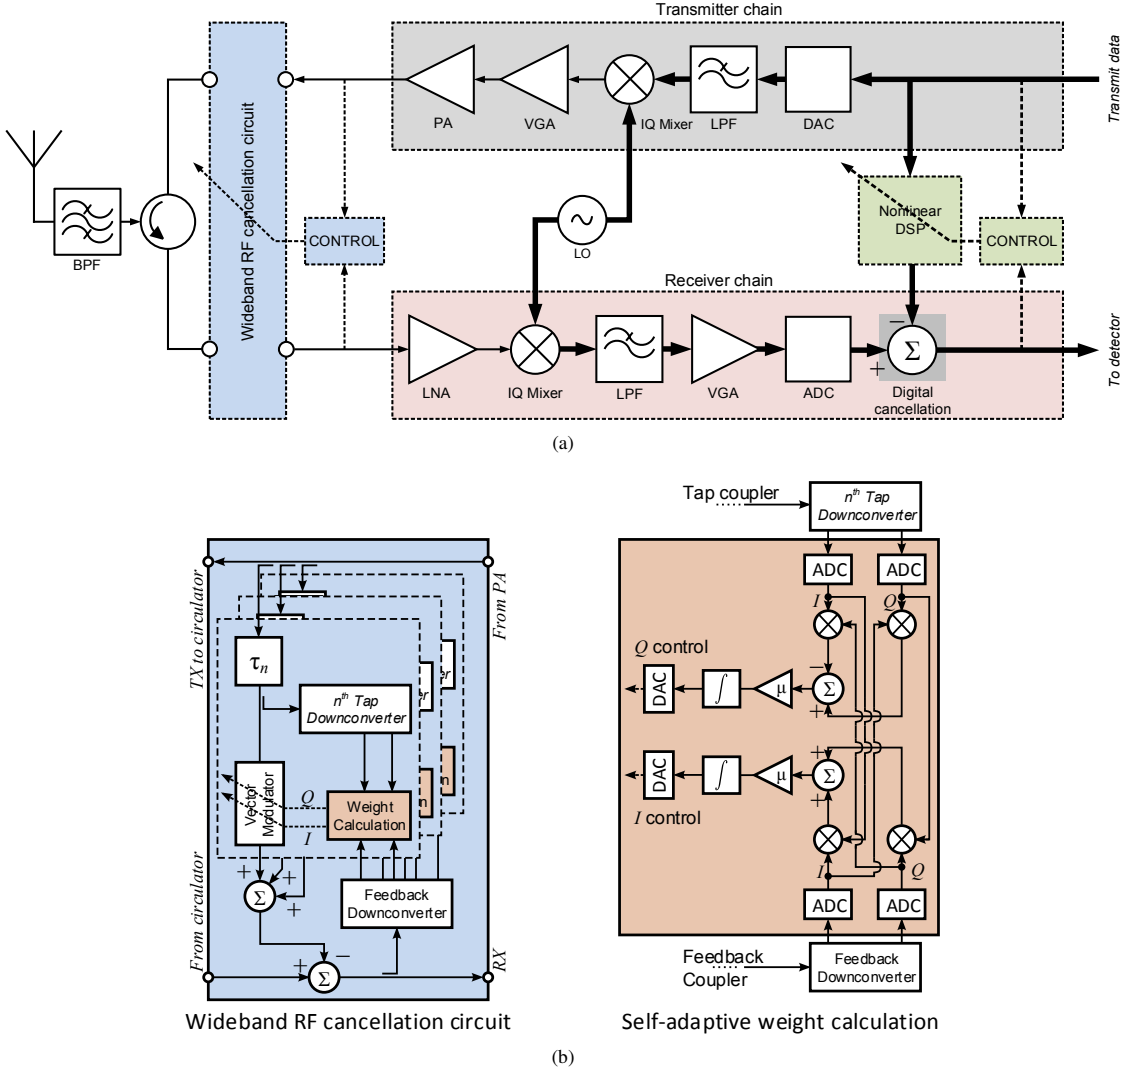 Transmitter chain
Transmit data
PA
VGA
IQ Mixer
LPF
DAC
Wideband RF cancellation circuit
BPF
CONTROL
LO
Nonlinear
DSP
CONTROL
Receiver chain
LNA
IQ Mixer
LPF
VGA
ADC
Σ
−
+
Digital
cancellation
To detector
(a)
TX to circulator
From PA
τn
nth Tap
Downconverter
er
er
Vector
Modulator
Q
I
Weight
Calculation
n
n
+
+
+
Σ
Feedback
Downconverter
From circulator
+
−
Σ
RX
Wideband RF cancellation circuit
Tap coupler
nth Tap
Downconverter
ADC
ADC
I
Q
Q control
DAC
∫
μ
−
Σ
+
DAC
∫
μ
+
Σ
+
I control
I
Q
ADC
ADC
Feedback
Coupler
Feedback
Downconverter
Self-adaptive weight calculation
(b)